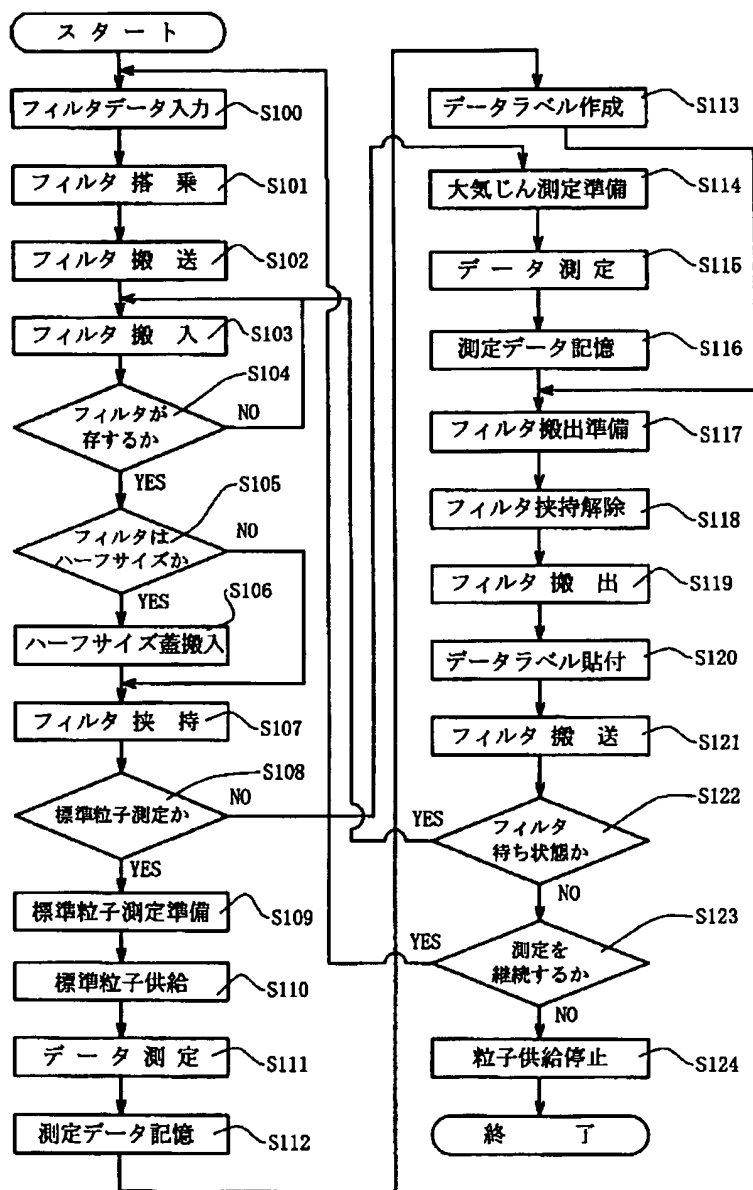 スタート
フィルタデータ入力
S100
フィルタ 搭 乗
S101
フィルタ 搬 送
S102
フィルタ 搬 入
S103
フィルタが
存するか
S104
NO
YES
フィルタは
ハーフサイズか
S105
NO
YES
ハーフサイズ蓋搬入
S106
フィルタ 挟 持
S107
標準粒子測定か
S108
NO
YES
標準粒子測定準備
S109
標準粒子供給
S110
データ 測 定
S111
測定データ記憶
S112
データラベル作成
S113
大気じん測定準備
S114
データ 測 定
S115
測定データ記憶
S116
フィルタ搬出準備
S117
フィルタ挟持解除
S118
フィルタ 搬 出
S119
データラベル貼付
S120
フィルタ 搬 送
S121
フィルタ
待ち状態か
S122
YES
NO
測定を
継続するか
S123
YES
NO
粒子供給停止
S124
終 了